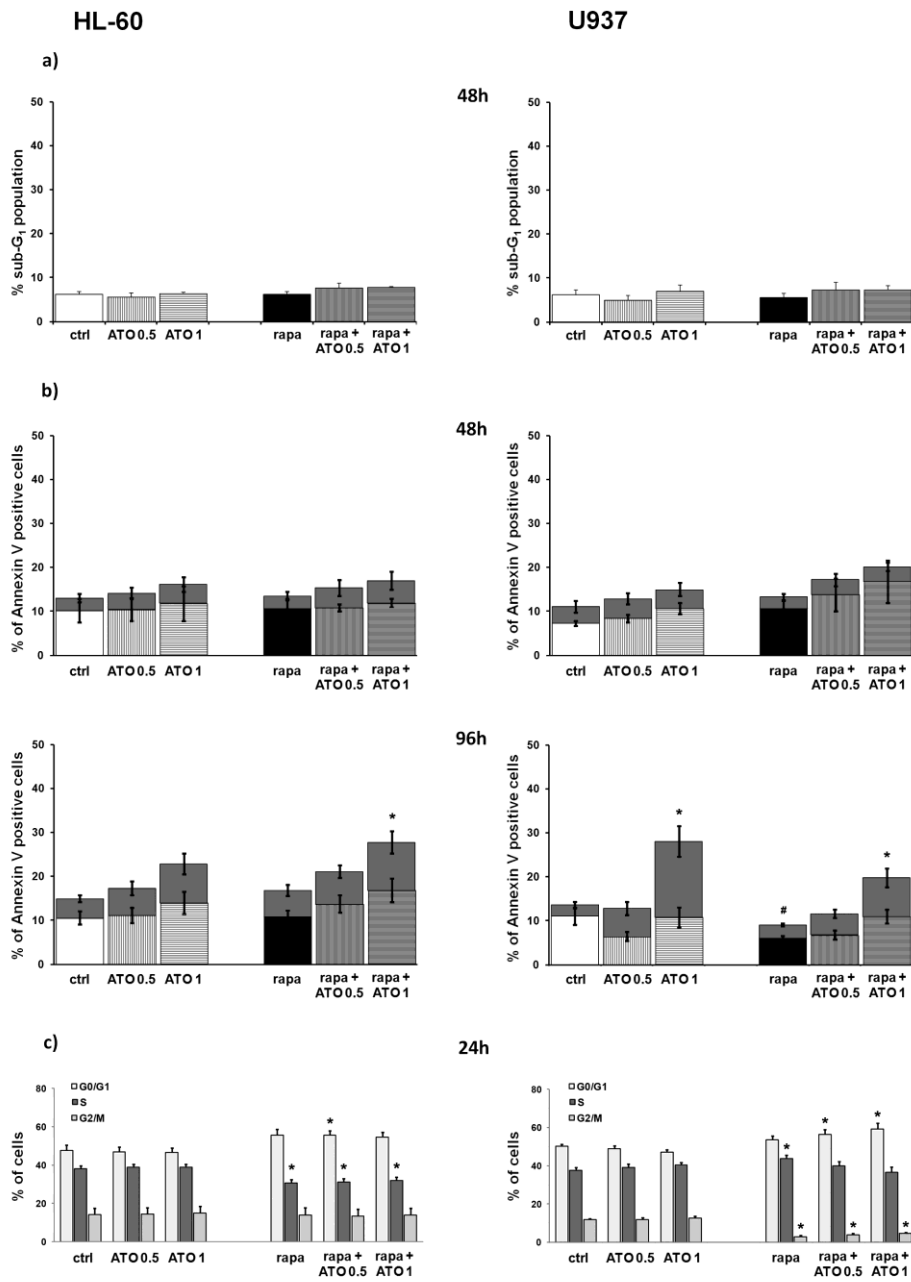 HL-60 U937
a)
48h
% sub-G1 population
50
40
30
20
10
0
ctrl ATO 0.5 ATO 1 rapa rapa + ATO 0.5 rapa + ATO 1
% sub-G1 population
50
40
30
20
10
0
ctrl ATO 0.5 ATO 1 rapa rapa + ATO 0.5 rapa + ATO 1
b)
48h
% of Annexin V positive cells
50
40
30
20
10
0
ctrl ATO 0.5 ATO 1 rapa rapa + ATO 0.5 rapa + ATO 1
% of Annexin V positive cells
50
40
30
20
10
0
ctrl ATO 0.5 ATO 1 rapa rapa + ATO 0.5 rapa + ATO 1
96h
% of Annexin V positive cells
50
40
30
20
10
0
*
ctrl ATO 0.5 ATO 1 rapa rapa + ATO 0.5 rapa + ATO 1
% of Annexin V positive cells
50
40
30
20
10
0
* # *
ctrl ATO 0.5 ATO 1 rapa rapa + ATO 0.5 rapa + ATO 1
c)
24h
% of cells
80
60
40
20
0
G0/G1
S
G2/M
* * * *
ctrl ATO 0.5 ATO 1 rapa rapa + ATO 0.5 rapa + ATO 1
% of cells
80
60
40
20
0
G0/G1
S
G2/M
* * * * * *
ctrl ATO 0.5 ATO 1 rapa rapa + ATO 0.5 rapa + ATO 1